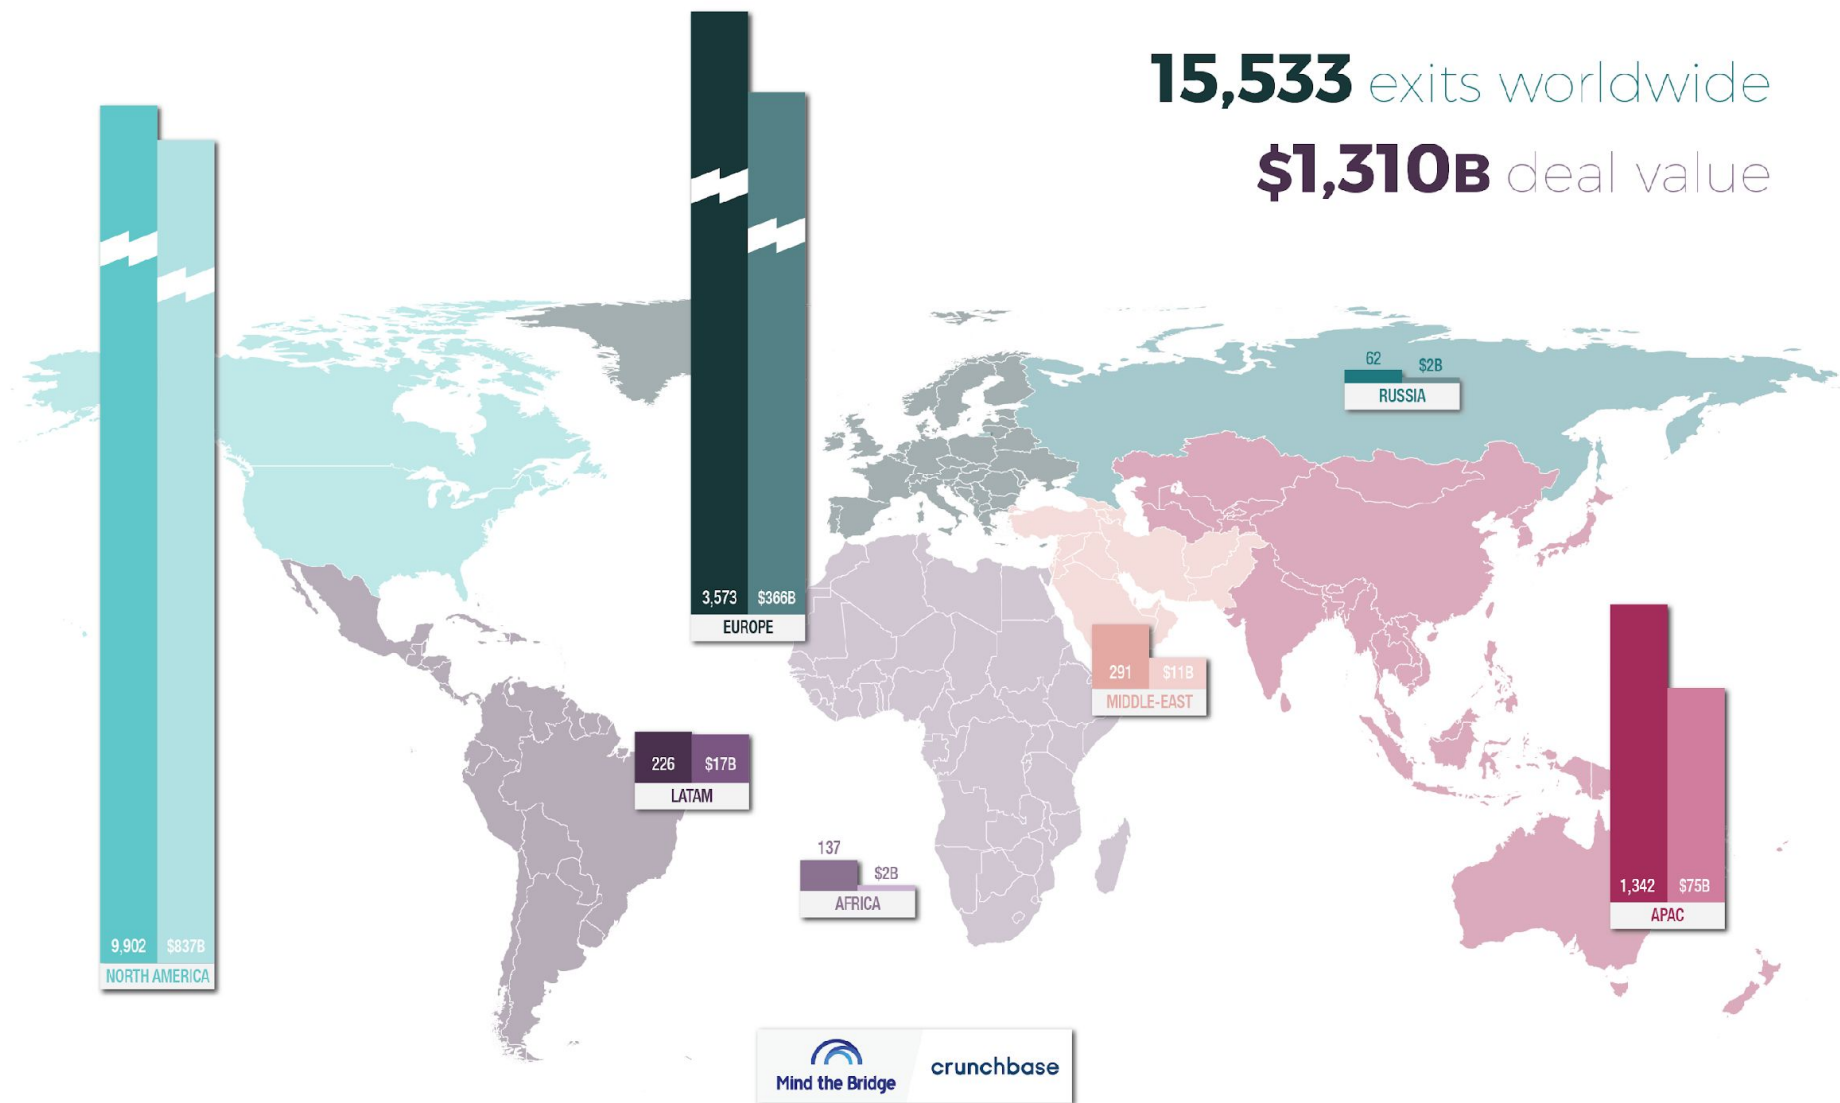 15,533 exits worldwide
$1,310B deal value
9,902 $837B
NORTH AMERICA
3,573 $366B
EUROPE
62 $2B
RUSSIA
291 $11B
MIDDLE-EAST
226 $17B
LATAM
137 $2B
AFRICA
1,342 $75B
APAC
Mind the Bridge
crunchbase